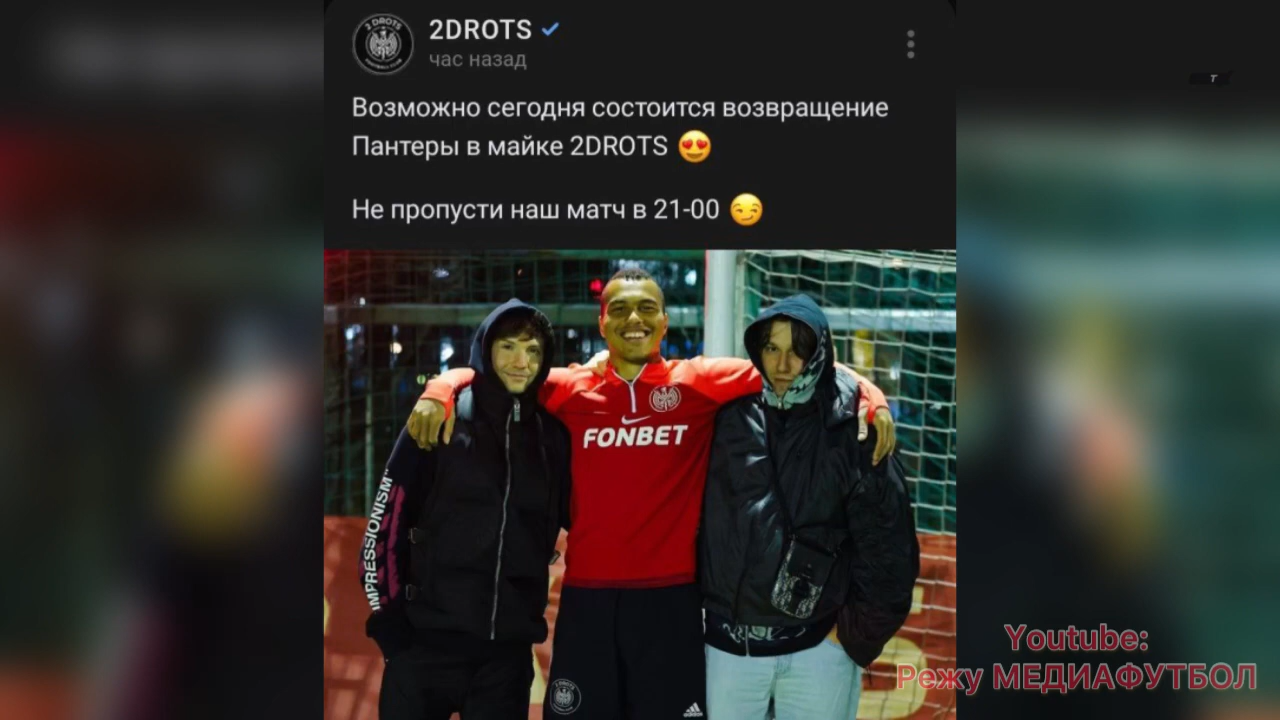 2DROTS
час назад
Возможно сегодня состоится возвращение
Пантеры в майке 2DROTS 😍
Не пропусти наш матч в 21-00 😏
FONBET
IMPRESSIONISM"
adidas
Youtube:
Режу МЕДИАФУТБОЛ
T